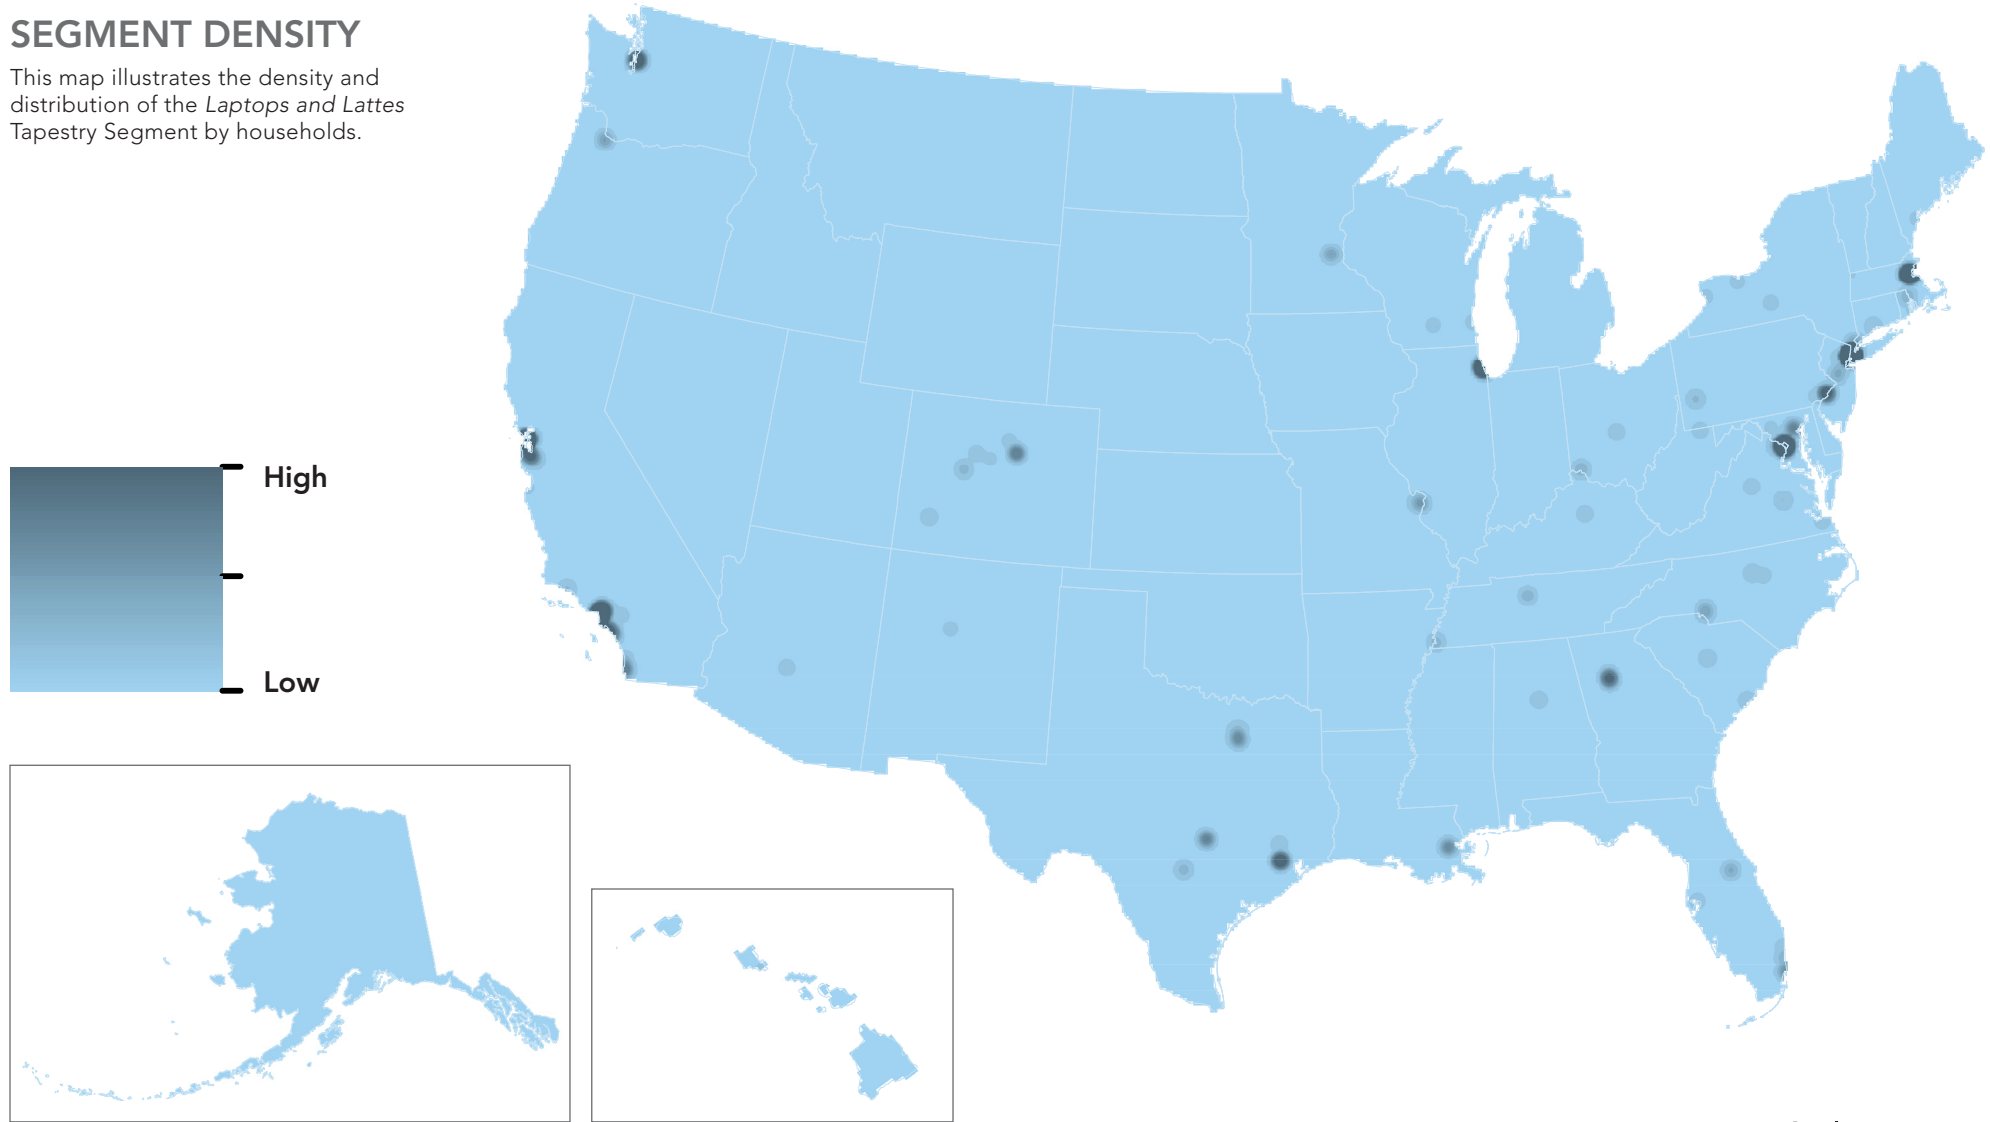 SEGMENT DENSITY
This map illustrates the density and
distribution of the Laptops and Lattes
Tapestry Segment by households.
High
Low